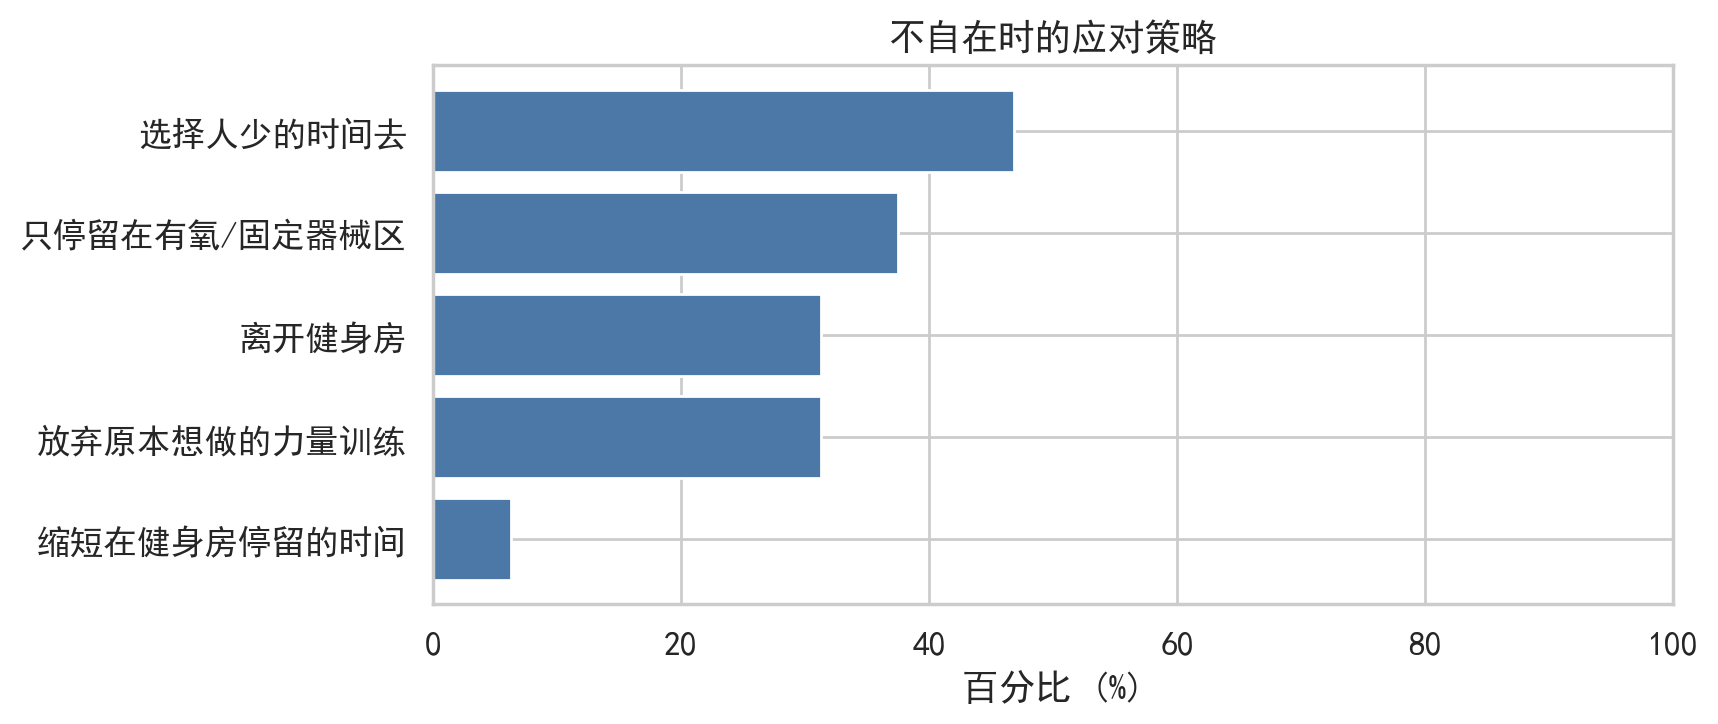 不自在时的应对策略
选择人少的时间去
只停留在有氧/固定器械区
离开健身房
放弃原本想做的力量训练
缩短在健身房停留的时间
0 20 40 60 80 100
百分比 (%)